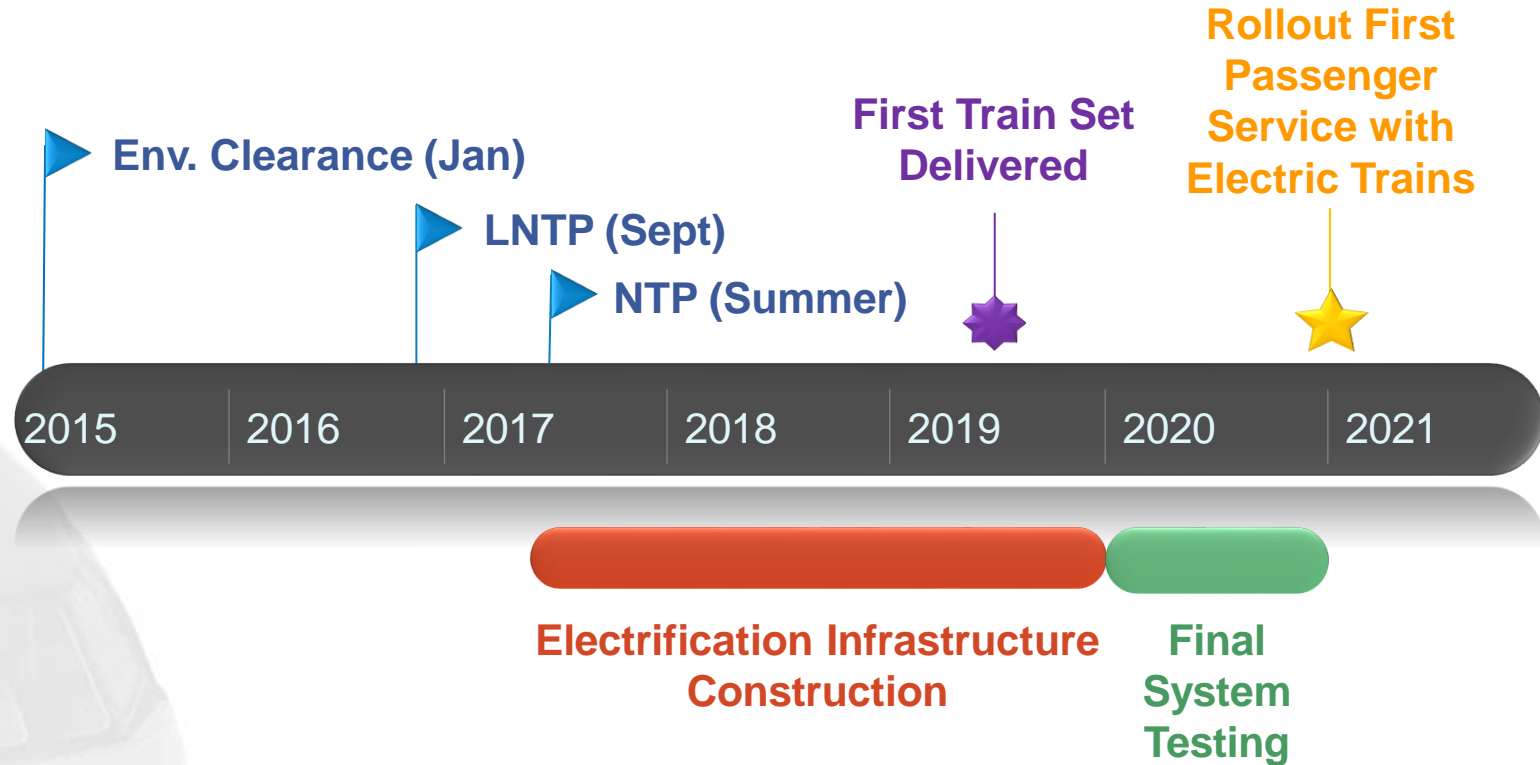 Rollout First
Passenger
Service with
Electric Trains
First Train Set
Delivered
Env. Clearance (Jan)
LNTP (Sept)
NTP (Summer)
2015
2016
2017
2018
2019
2020
2021
Electrification Infrastructure
Construction
Final
System
Testing